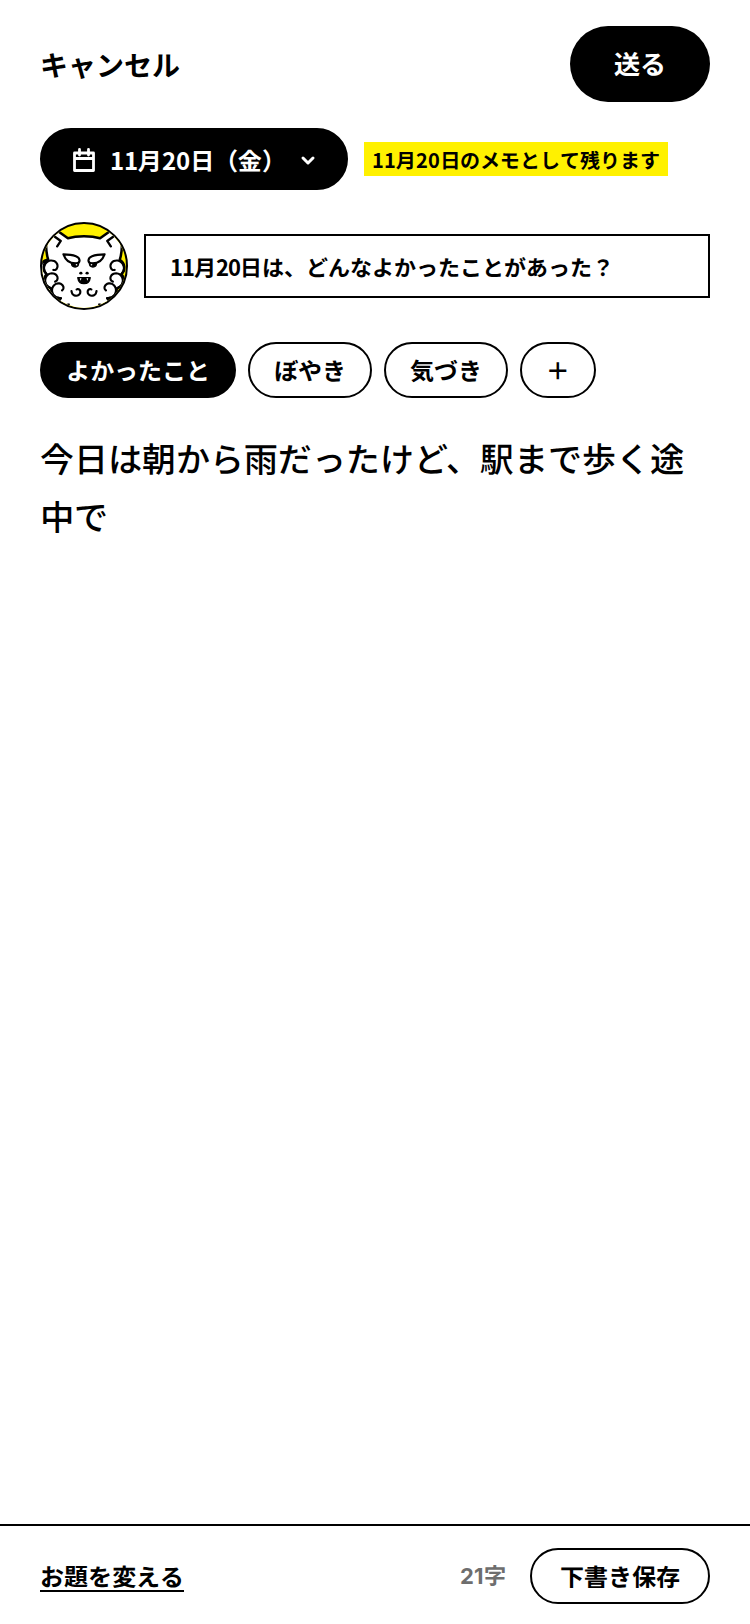 キャンセル
送る
11月20日（金）
11月20日のメモとして残ります
11月20日は、どんなよかったことがあった？
よかったこと
ぼやき
気づき
＋
今日は朝から雨だったけど、駅まで歩く途
中で
お題を変える
21字
下書き保存